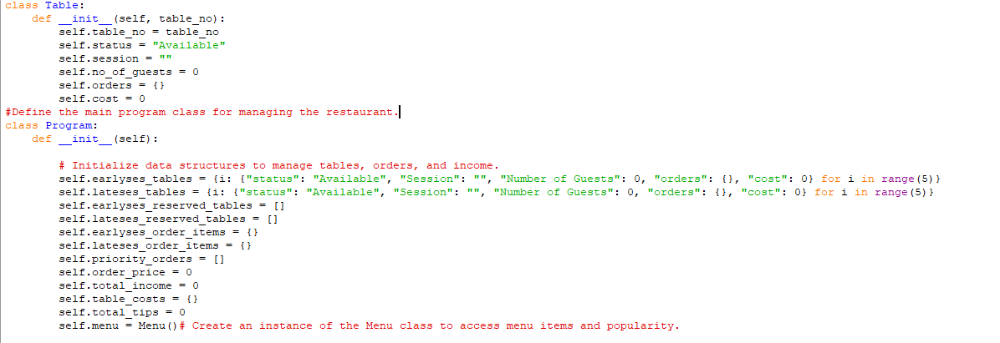 class Table:
    def __init__(self, table_no):
        self.table_no = table_no
        self.status = "Available"
        self.session = ""
        self.no_of_guests = 0
        self.orders = {}
        self.cost = 0
#Define the main program class for managing the restaurant.
class Program:
    def __init__(self):

        # Initialize data structures to manage tables, orders, and income.
        self.earlyses_tables = {i: {"status": "Available", "Session": "", "Number of Guests": 0, "orders": {}, "cost": 0} for i in range(5)}
        self.lateses_tables = {i: {"status": "Available", "Session": "", "Number of Guests": 0, "orders": {}, "cost": 0} for i in range(5)}
        self.earlyses_reserved_tables = []
        self.lateses_reserved_tables = []
        self.earlyses_order_items = {}
        self.lateses_order_items = {}
        self.priority_orders = []
        self.order_price = 0
        self.total_income = 0
        self.table_costs = {}
        self.total_tips = 0
        self.menu = Menu()# Create an instance of the Menu class to access menu items and popularity.